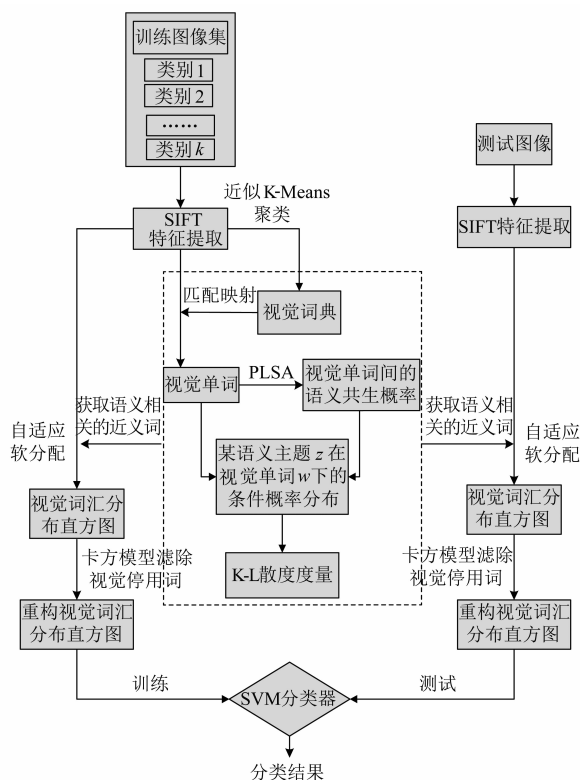 训练图像集
类别1
类别2
……
类别k
测试图像
近似K-Means
聚类
SIFT
特征提取
SIFT特征提取
匹配映射
视觉词典
视觉单词
PLSA
视觉单词间的
语义共生概率
获取语义相
关的近义词
获取语义相
关的近义词
自适应
软分配
自适应
软分配
某语义主题 z 在
视觉单词w下的
条件概率分布
视觉词汇分
布直方图
视觉词汇分
布直方图
K-L散度度量
卡方模型滤除
视觉停用词
卡方模型滤除
视觉停用词
重构视觉词汇
分布直方图
重构视觉词汇
分布直方图
训练
SVM分类器
测试
分类结果